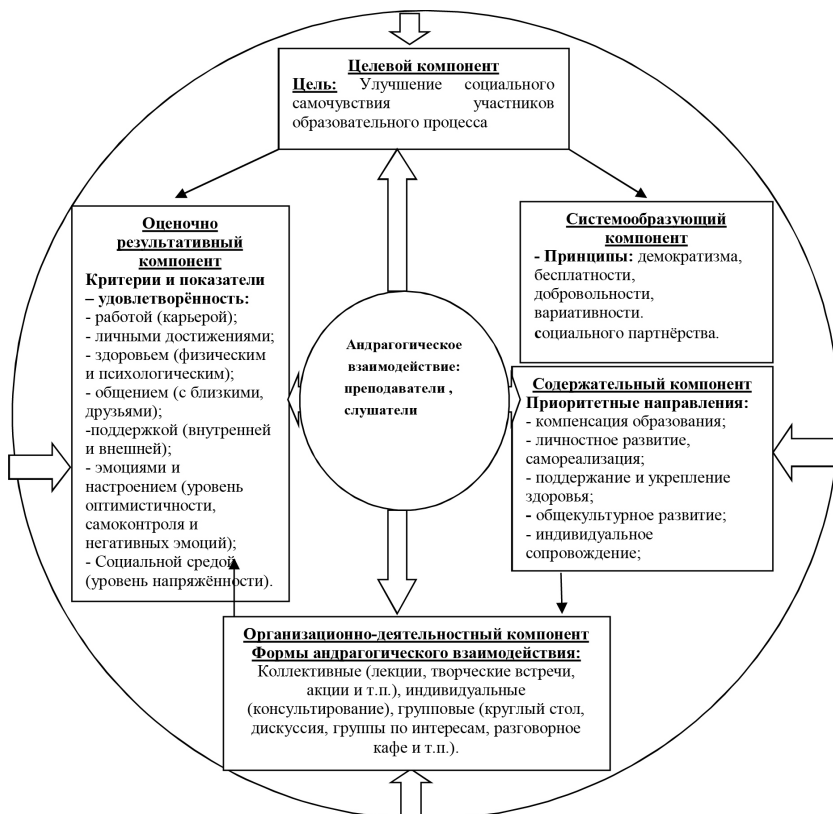 Целевой компонент
Цель: Улучшение социального
самочувствия участников
образовательного процесса
Оценочно
результативный
компонент
Критерии и показатели
– удовлетворённость:
- работой (карьерой);
- личными достижениями;
- здоровьем (физическим
и психологическим);
- общением (с близкими,
друзьями);
-поддержкой (внутренней
и внешней);
- эмоциями и
настроением (уровень
оптимистичности,
самоконтроля и
негативных эмоций);
- Социальной средой
(уровень напряжённости).
Андрагогическое
взаимодействие:
преподаватели ,
слушатели
Системообразующий
компонент
- Принципы: демократизма,
бесплатности,
добровольности,
вариативности.
социального партнёрства.
Содержательный компонент
Приоритетные направления:
- компенсация образования;
- личностное развитие,
самореализация;
- поддержание и укрепление
здоровья;
- общекультурное развитие;
- индивидуальное
сопровождение;
Организационно-деятельностный компонент
Формы андрагогического взаимодействия:
Коллективные (лекции, творческие встречи,
акции и т.п.), индивидуальные
(консультирование), групповые (круглый стол,
дискуссия, группы по интересам, разговорное
кафе и т.п.).